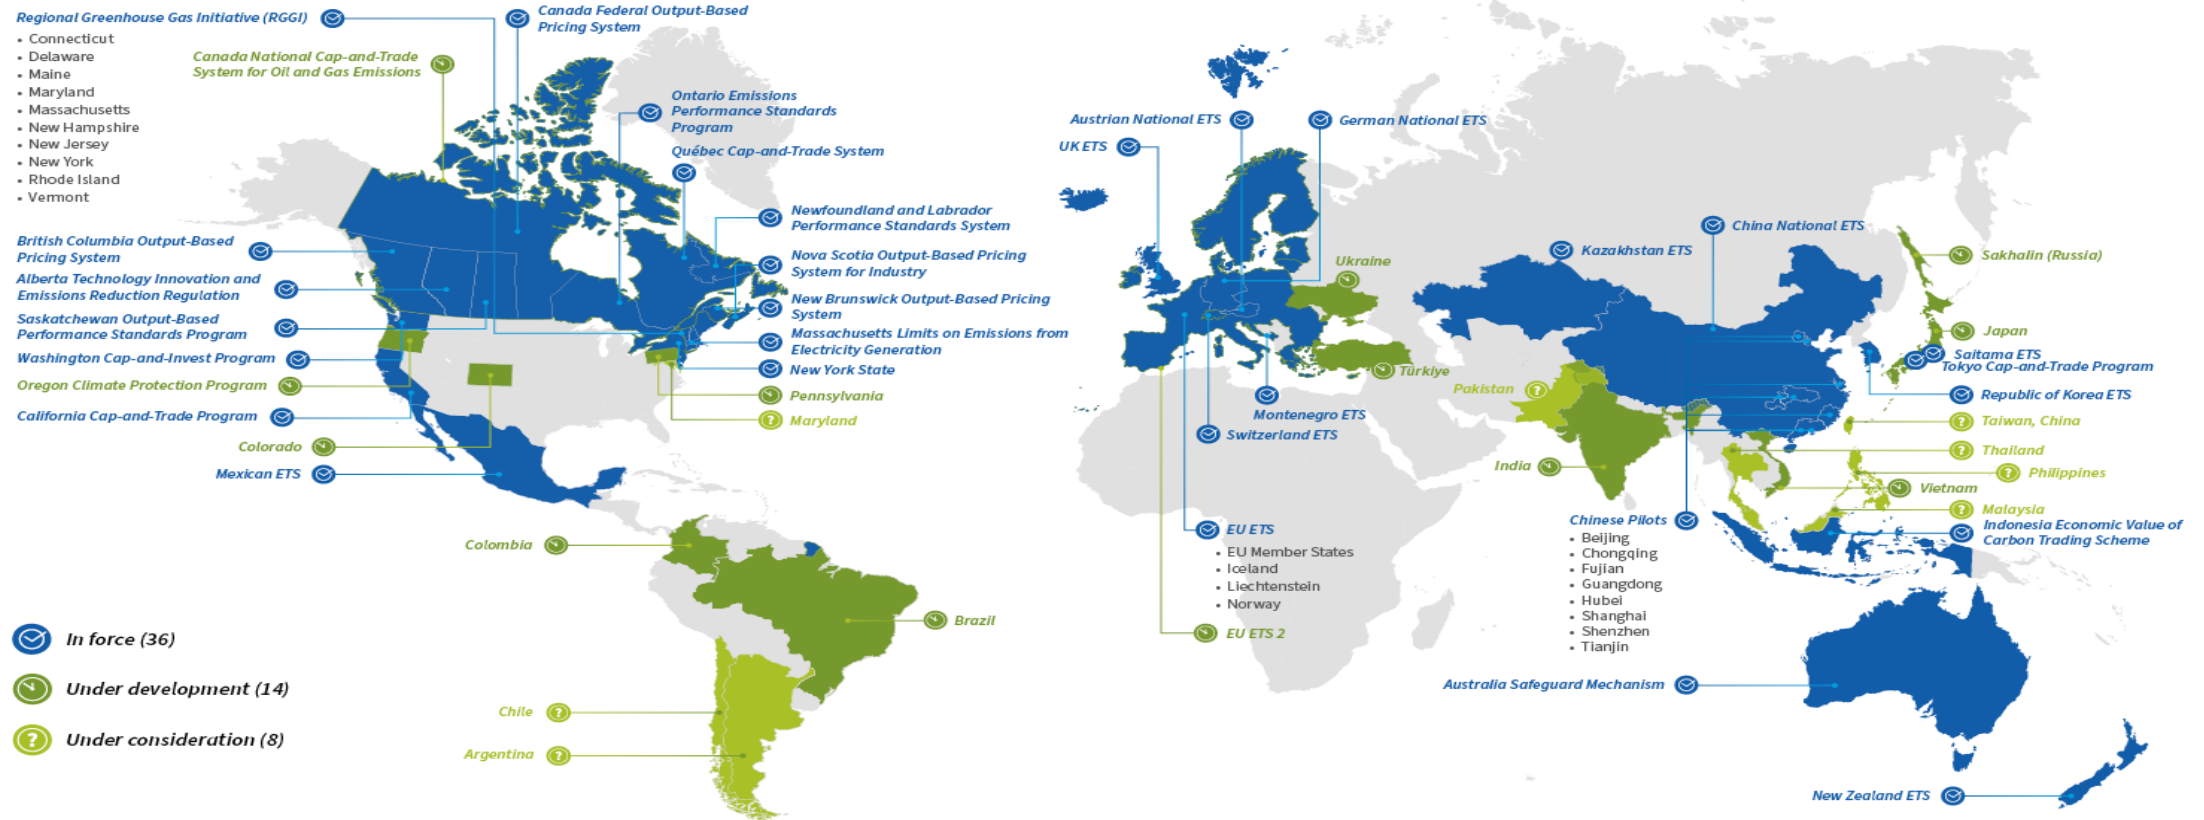 Regional Greenhouse Gas Initiative (RGGI)
• Connecticut
• Delaware
• Maine
• Maryland
• Massachusetts
• New Hampshire
• New Jersey
• New York
• Rhode Island
• Vermont
Canada Federal Output-Based
Pricing System
Canada National Cap-and-Trade
System for Oil and Gas Emissions
Ontario Emissions
Performance Standards
Program
Québec Cap-and-Trade System
Newfoundland and Labrador
Performance Standards System
Nova Scotia Output-Based Pricing
System for Industry
New Brunswick Output-Based Pricing
System
Massachusetts Limits on Emissions from
Electricity Generation
New York State
Pennsylvania
Maryland
British Columbia Output-Based
Pricing System
Alberta Technology Innovation and
Emissions Reduction Regulation
Saskatchewan Output-Based
Performance Standards Program
Washington Cap-and-Invest Program
Oregon Climate Protection Program
California Cap-and-Trade Program
Colorado
Mexican ETS
Colombia
Brazil
Chile
Argentina
In force (36)
Under development (14)
Under consideration (8)
Austrian National ETS
German National ETS
UK ETS
Ukraine
Türkiye
Montenegro ETS
Switzerland ETS
EU ETS
• EU Member States
• Iceland
• Liechtenstein
• Norway
EU ETS 2
Kazakhstan ETS
China National ETS
Sakhalin (Russia)
Japan
Saitama ETS
Tokyo Cap-and-Trade Program
Republic of Korea ETS
Pakistan
India
Taiwan, China
Thailand
Philippines
Vietnam
Malaysia
Indonesia Economic Value of
Carbon Trading Scheme
Chinese Pilots
• Beijing
• Chongqing
• Fujian
• Guangdong
• Hubei
• Shanghai
• Shenzhen
• Tianjin
Australia Safeguard Mechanism
New Zealand ETS